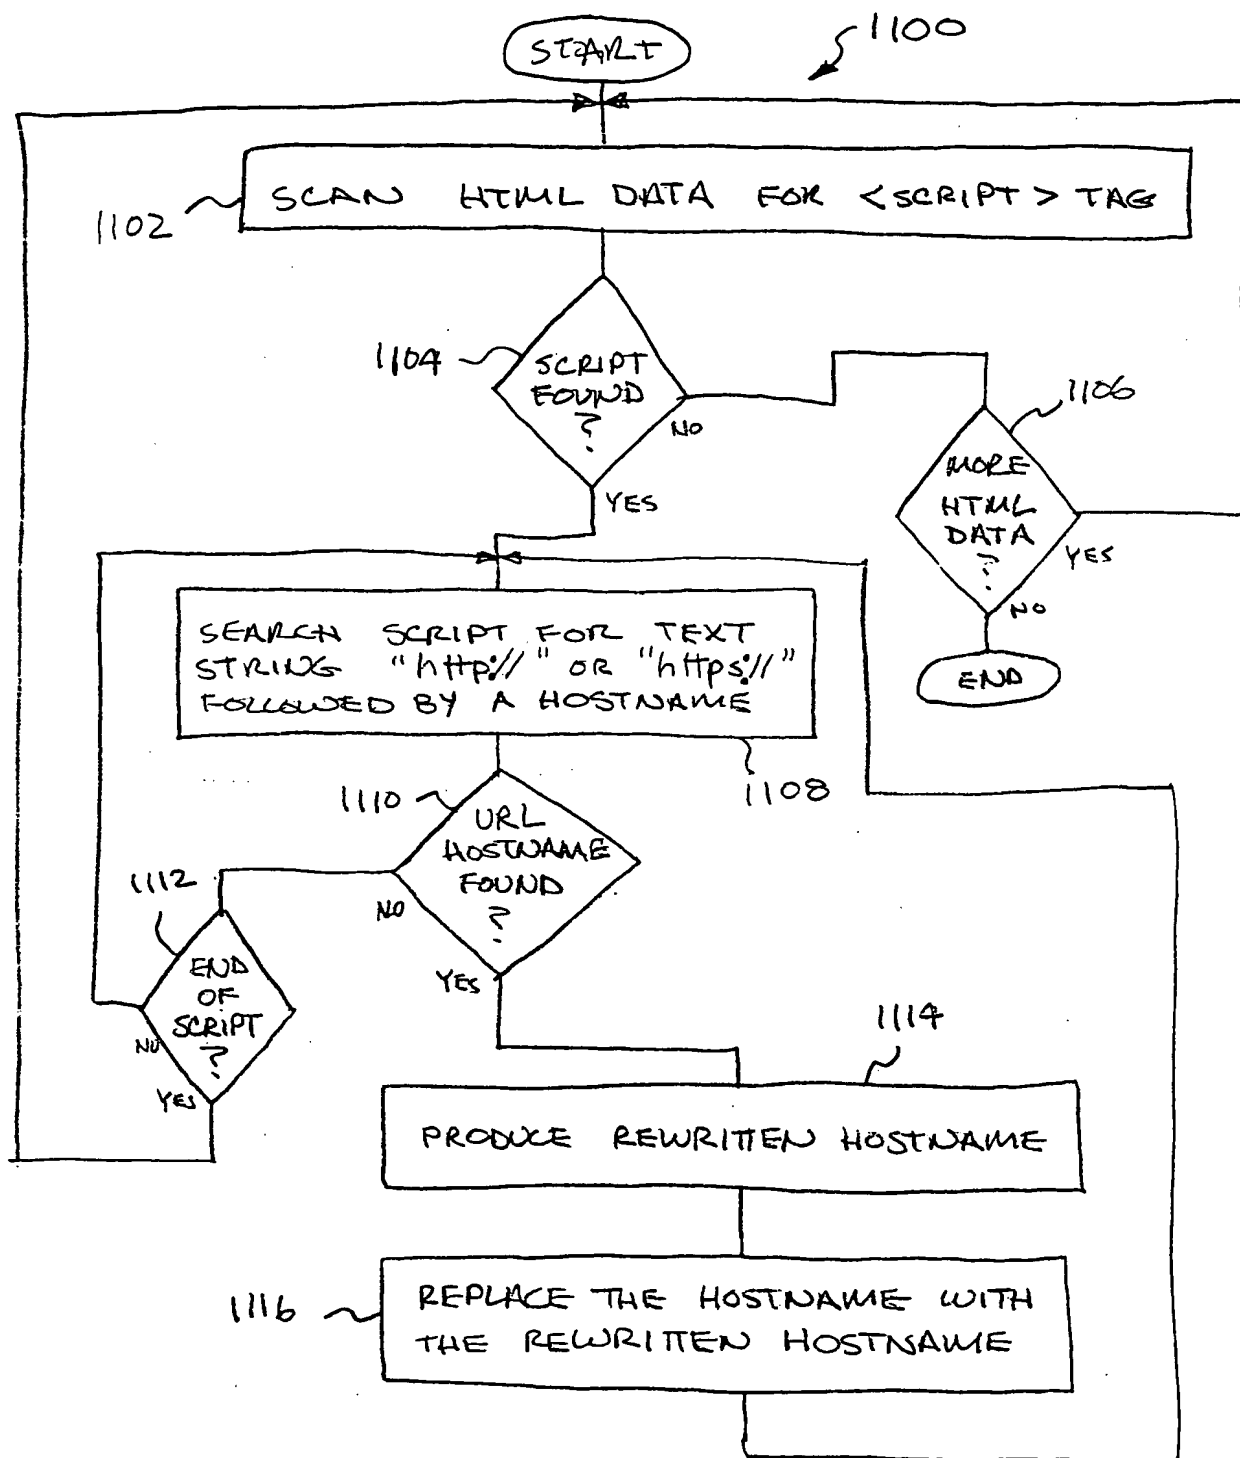 START
1100
SCAN HTML DATA FOR <SCRIPT> TAG
1102
1104
SCRIPT
FOUND
?
NO
YES
1106
MORE
HTML
DATA
?
YES
NO
END
SEARCH SCRIPT FOR TEXT
STRING "http://" OR "https://"
FOLLOWED BY A HOSTNAME
1108
1110
URL
HOSTNAME
FOUND
?
NO
YES
1112
END
OF
SCRIPT
?
NO
YES
1114
PRODUCE REWRITTEN HOSTNAME
1116
REPLACE THE HOSTNAME WITH
THE REWRITTEN HOSTNAME